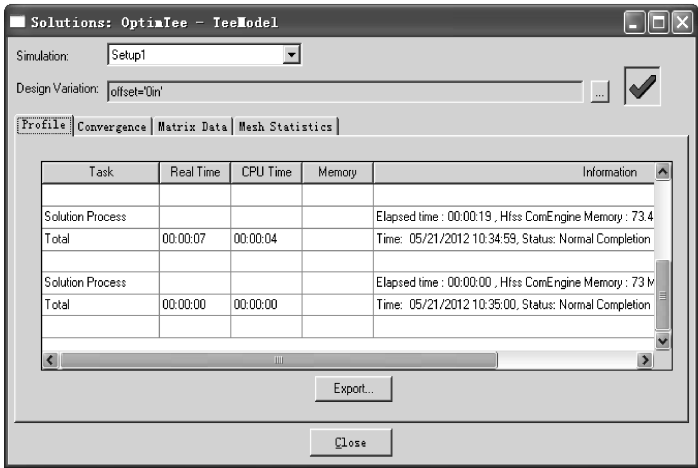 Solutions: OptimTee - TeeModel
Simulation: Setup1
Design Variation: offset='0in' ...
Profile Convergence Matrix Data Mesh Statistics
Task Real Time CPU Time Memory Information
Solution Process Elapsed time : 00:00:19 , Hfss ComEngine Memory : 73.4
Total 00:00:07 00:00:04 Time: 05/21/2012 10:34:59, Status: Normal Completion
Solution Process Elapsed time : 00:00:00 , Hfss ComEngine Memory : 73 M
Total 00:00:00 00:00:00 Time: 05/21/2012 10:35:00, Status: Normal Completion
Export...
Close